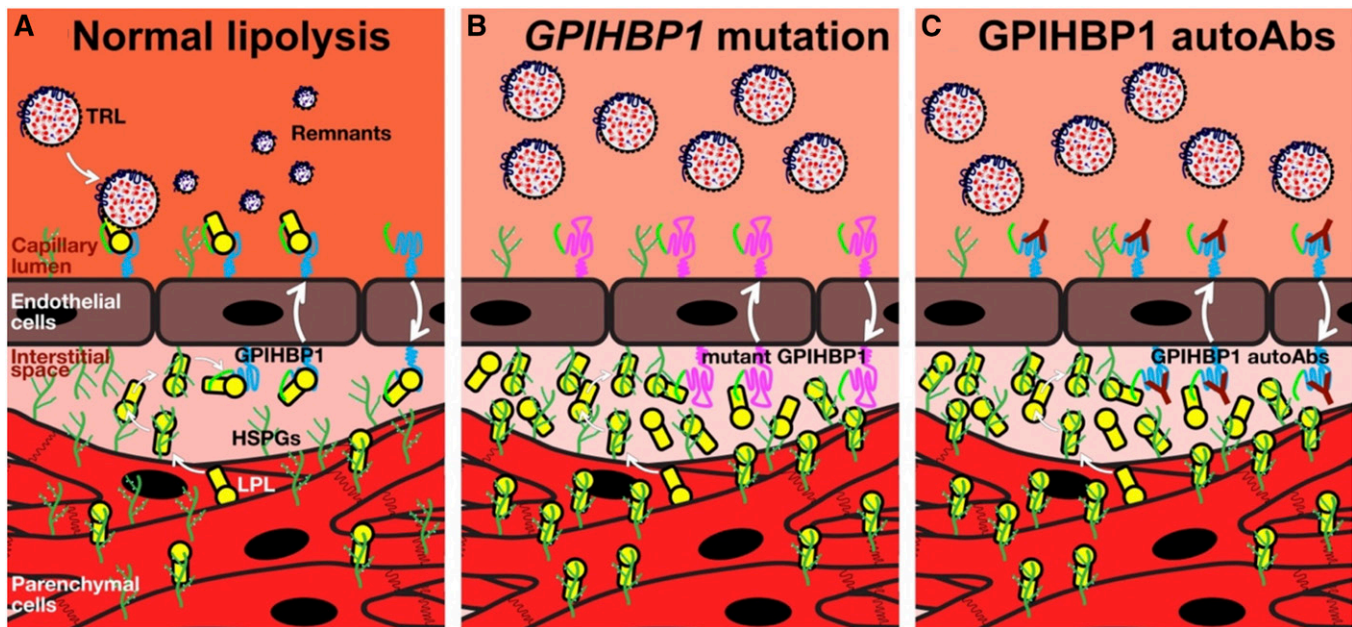 A
Normal lipolysis
TRL
Remnants
Capillary
lumen
Endothelial
cells
Interstitial
space
GPIHBP1
HSPGs
LPL
Parenchymal
cells
B
GPIHBP1 mutation
mutant GPIHBP1
C
GPIHBP1 autoAbs
GPIHBP1 autoAbs